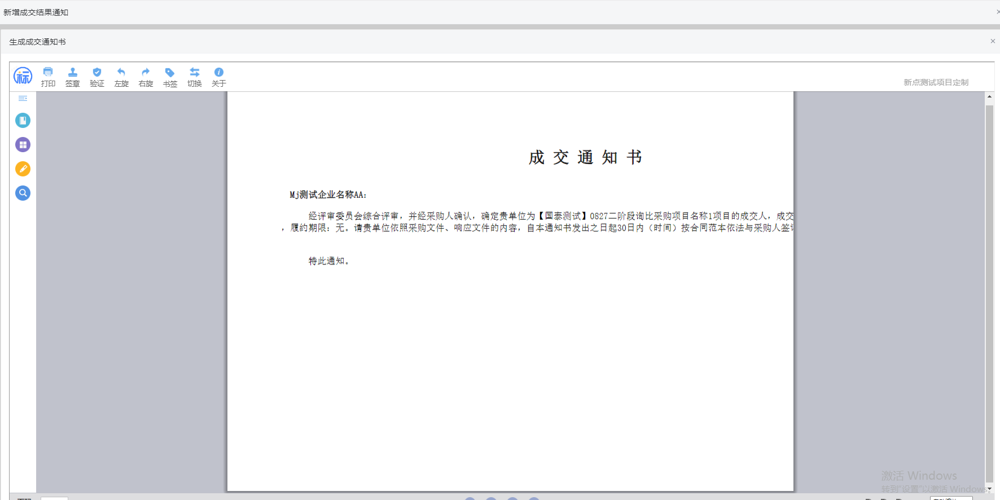 新增成交结果通知
生成成交通知书
打印 签章 验证 左旋 右旋 书签 切换 关于
新点测试项目定制
成交通知书
Mj测试企业名称AA:
经评审委员会综合评审，并经采购人确认，确定贵单位为【国泰测试】0827二阶段询比采购项目名称1项目的成交人，成交
，履约期限：无。请贵单位依照采购文件、响应文件的内容，自本通知书发出之日起30日内（时间）按合同范本依法与采购人签
特此通知。
激活 Windows
转到"设置"以激活 Windows。